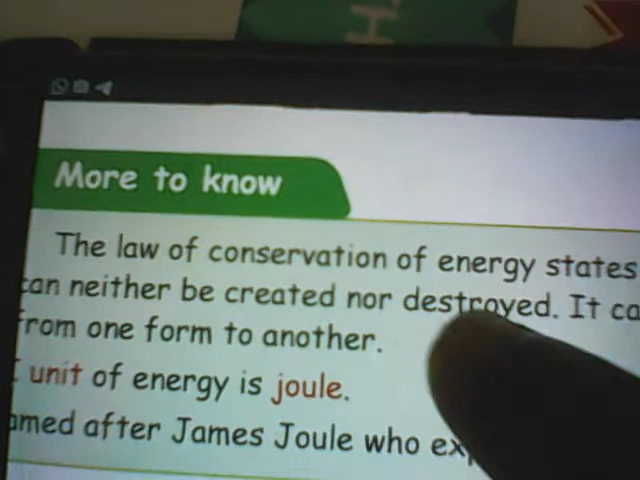 More to know
The law of conservation of energy states
can neither be created nor destroyed. It ca
from one form to another.
I unit of energy is joule.
amed after James Joule who exp